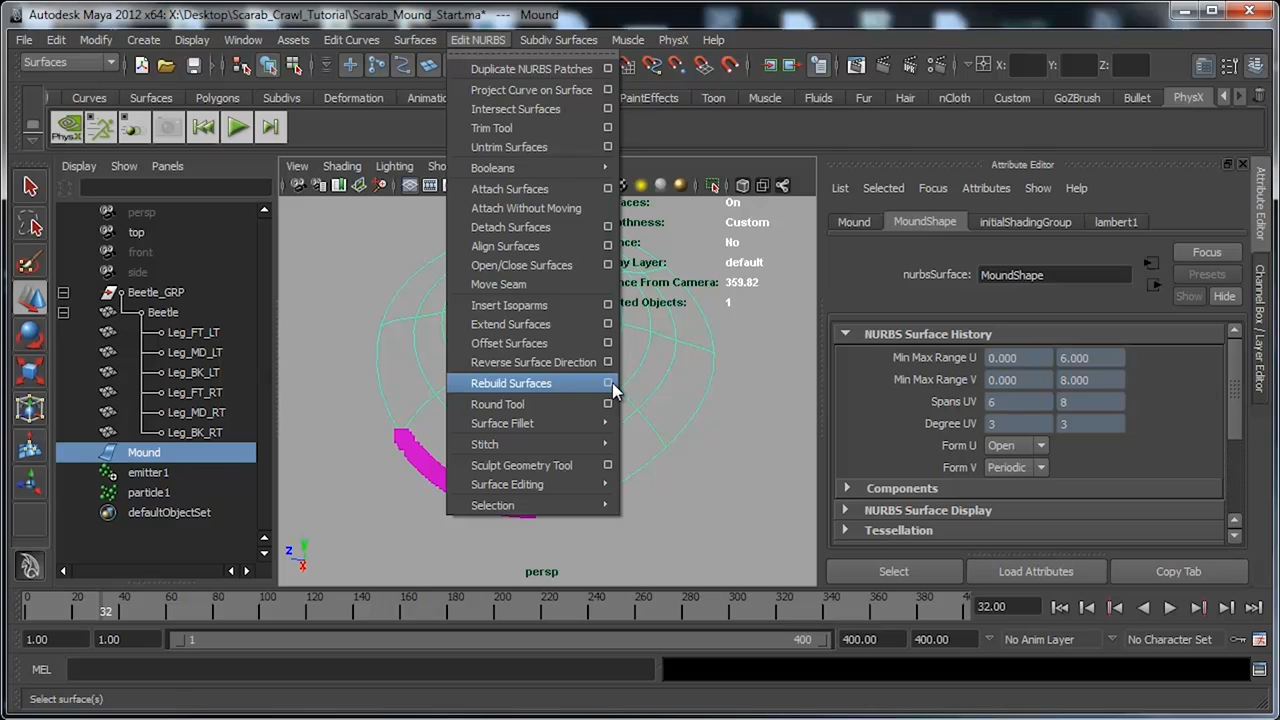 Autodesk Maya 2012 x64: X:\Desktop\Scarab_Crawl_Tutorial\Scarab_Mound_Start.ma* --- Mound
File Edit Modify Create Display Window Assets Edit Curves Surfaces Edit NURBS Subdiv Surfaces Muscle PhysX Help
Surfaces X: Y: Z:
Curves Surfaces Polygons Subdivs Deformation PaintEffects Toon Muscle Fluids Fur Hair nCloth Custom GoZBrush Bullet PhysX
PhysX
Display Show Panels
persp
top
front
side
Beetle_GRP
Beetle
Leg_FT_LT
Leg_MD_LT
Leg_BK_LT
Leg_FT_RT
Leg_MD_RT
Leg_BK_RT
Mound
emitter1
particle1
defaultObjectSet
View Shading Lighting
Duplicate NURBS Patches
Project Curve on Surface
Intersect Surfaces
Trim Tool
Untrim Surfaces
Booleans
Attach Surfaces
Attach Without Moving
Detach Surfaces
Align Surfaces
Open/Close Surfaces
Move Seam
Insert Isoparms
Extend Surfaces
Offset Surfaces
Reverse Surface Direction
Rebuild Surfaces
Round Tool
Surface Fillet
Stitch
Sculpt Geometry Tool
Surface Editing
Selection
On
Custom
No
default
From Camera: 359.82
Objects: 1
z y x
persp
Attribute Editor
List Selected Focus Attributes Show Help
Mound MoundShape initialShadingGroup lambert1
nurbsSurface: MoundShape
Focus
Presets
Show Hide
NURBS Surface History
Min Max Range U 0.000 6.000
Min Max Range V 0.000 8.000
Spans UV 6 8
Degree UV 3 3
Form U Open
Form V Periodic
Components
NURBS Surface Display
Tessellation
Select Load Attributes Copy Tab
Attribute Editor
Channel Box / Layer Editor
0 20 40 60 80 100 120 140 160 180 200 220 240 260 280 300 320 340 360 380
32
32.00
1.00 1.00 1 400 400.00 400.00 No Anim Layer No Character Set
MEL
Select surface(s)